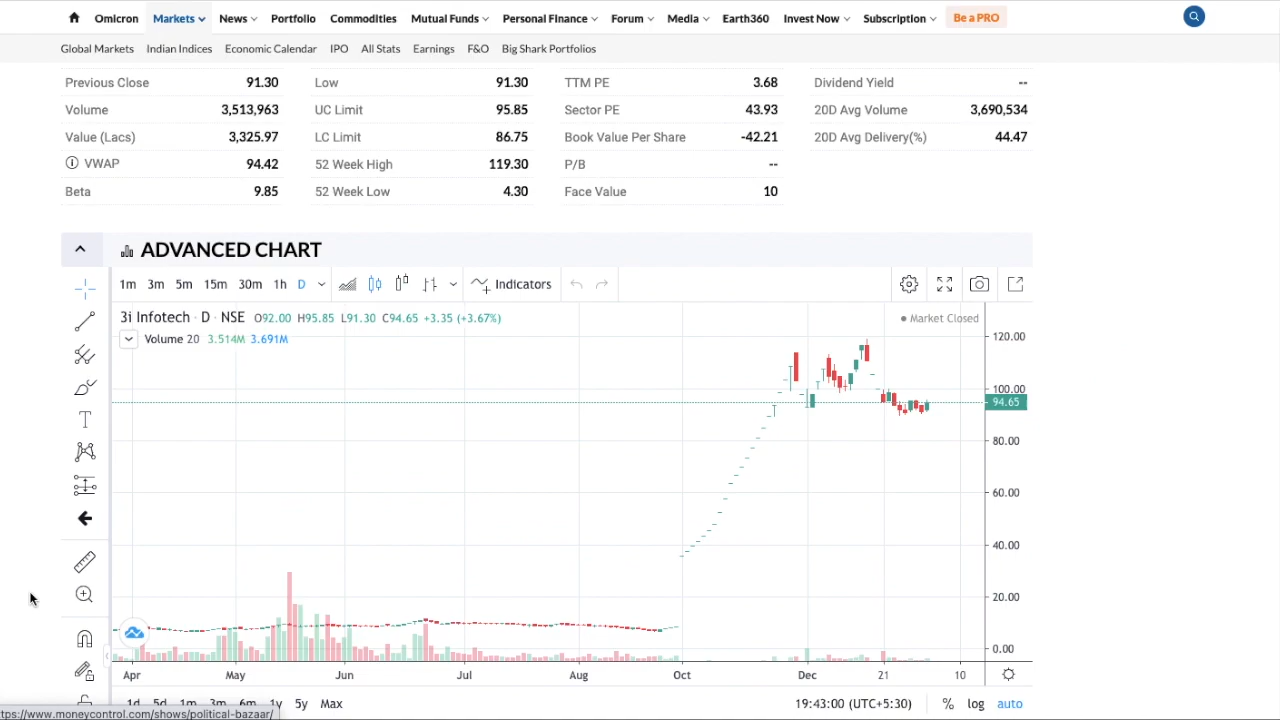 Omicron Markets News Portfolio Commodities Mutual Funds Personal Finance Forum Media Earth360 Invest Now Subscription Be a PRO
Global Markets Indian Indices Economic Calendar IPO All Stats Earnings F&O Big Shark Portfolios
Previous Close 91.30 Low 91.30 TTM PE 3.68 Dividend Yield --
Volume 3,513,963 UC Limit 95.85 Sector PE 43.93 20D Avg Volume 3,690,534
Value (Lacs) 3,325.97 LC Limit 86.75 Book Value Per Share -42.21 20D Avg Delivery(%) 44.47
VWAP 94.42 52 Week High 119.30 P/B --
Beta 9.85 52 Week Low 4.30 Face Value 10
ADVANCED CHART
1m 3m 5m 15m 30m 1h D Indicators
3i Infotech · D · NSE O92.00 H95.85 L91.30 C94.65 +3.35 (+3.67%) Market Closed
Volume 20 3.514M 3.691M
120.00
100.00
94.65
80.00
60.00
40.00
20.00
0.00
Apr May Jun Jul Aug Oct Dec 21 10
1d 5d 1m 3m 6m 1y 5y Max 19:43:00 (UTC+5:30) % log auto
ttps://www.moneycontrol.com/shows/political-bazaar/